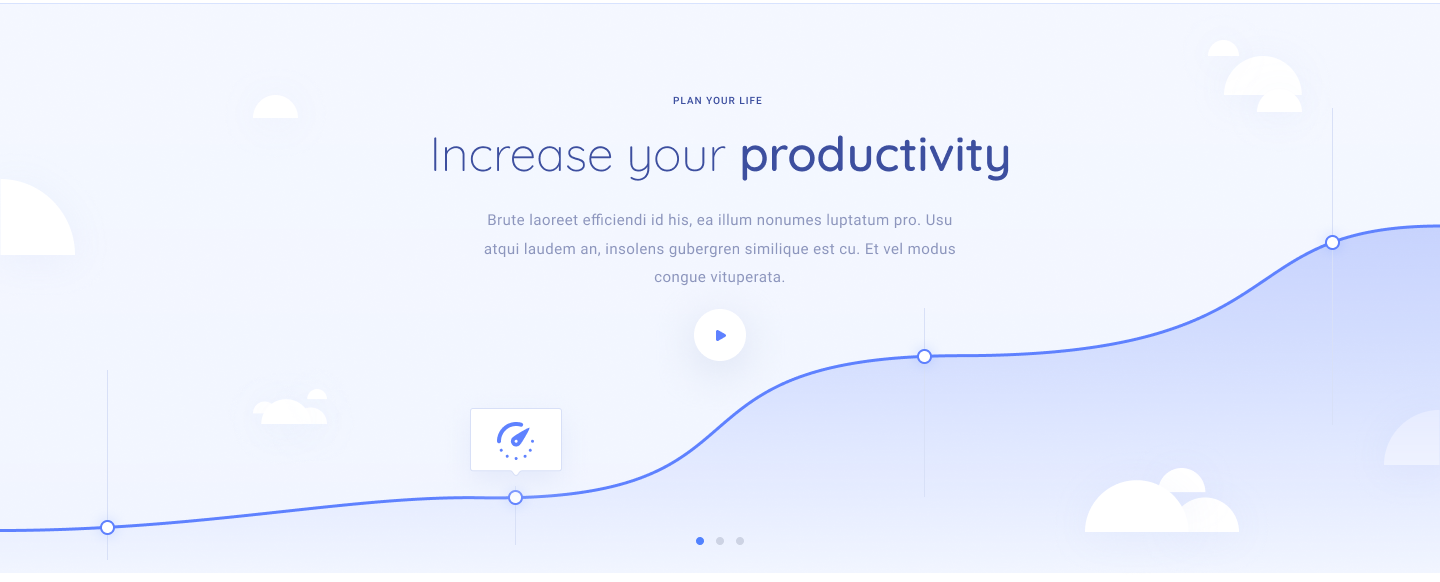 PLAN YOUR LIFE
Increase your productivity
Brute laoreet efficiendi id his, ea illum nonumes luptatum pro. Usu
atqui laudem an, insolens gubergren similique est cu. Et vel modus
congue vituperata.